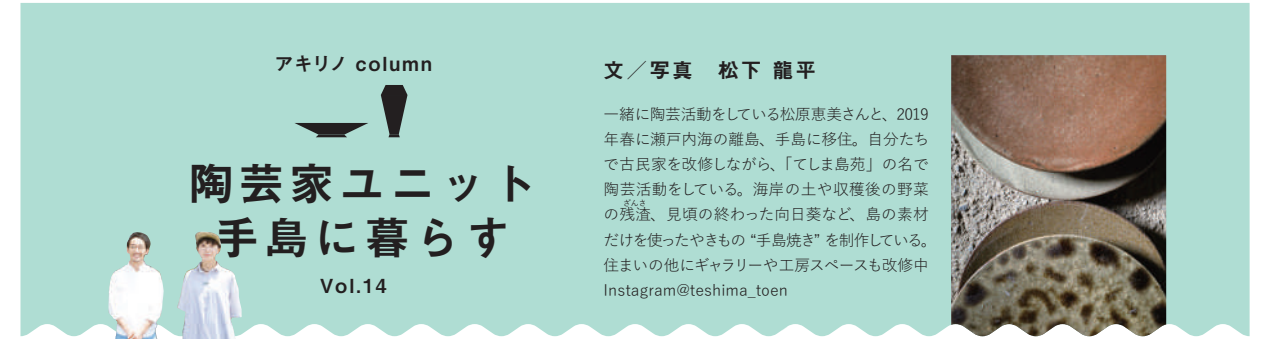 アキリノ column
陶芸家ユニット
手島に暮らす
Vol.14
文／写真　松下 龍平
一緒に陶芸活動をしている松原恵美さんと、2019
年春に瀬戸内海の離島、手島に移住。自分たち
で古民家を改修しながら、「てしま島苑」の名で
陶芸活動をしている。海岸の土や収穫後の野菜
ざんさ
の残渣、見頃の終わった向日葵など、島の素材
だけを使ったやきもの “手島焼き” を制作している。
住まいの他にギャラリーや工房スペースも改修中
Instagram@teshima_toen